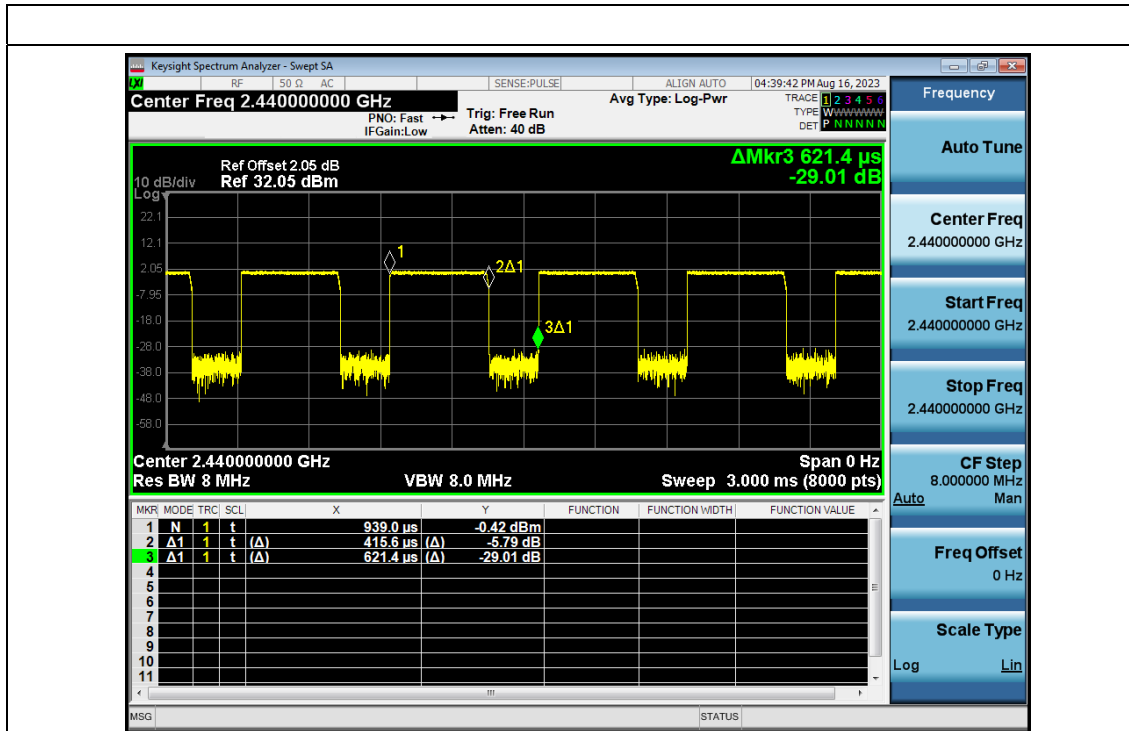 Keysight Spectrum Analyzer - Swept SA
LXI RF 50 Ω AC SENSE:PULSE ALIGN AUTO 04:39:42 PM Aug 16, 2023
Center Freq 2.440000000 GHz
PNO: Fast
IFGain:Low
Trig: Free Run
Atten: 40 dB
Avg Type: Log-Pwr
TRACE 1 2 3 4 5 6
TYPE WWWWWW
DET P N N N N N
ΔMkr3 621.4 µs
-29.01 dB
Ref Offset 2.05 dB
10 dB/div Ref 32.05 dBm
Log
22.1
12.1
2.05
-7.95
-18.0
-28.0
-38.0
-48.0
-58.0
1
2Δ1
3Δ1
Center 2.440000000 GHz Span 0 Hz
Res BW 8 MHz VBW 8.0 MHz Sweep 3.000 ms (8000 pts)
MKR MODE TRC SCL X Y FUNCTION FUNCTION WIDTH FUNCTION VALUE
1 N 1 t 939.0 µs -0.42 dBm
2 Δ1 1 t (Δ) 415.6 µs (Δ) -5.79 dB
3 Δ1 1 t (Δ) 621.4 µs (Δ) -29.01 dB
4
5
6
7
8
9
10
11
MSG STATUS
Frequency
Auto Tune
Center Freq
2.440000000 GHz
Start Freq
2.440000000 GHz
Stop Freq
2.440000000 GHz
CF Step
8.000000 MHz
Auto Man
Freq Offset
0 Hz
Scale Type
Log Lin